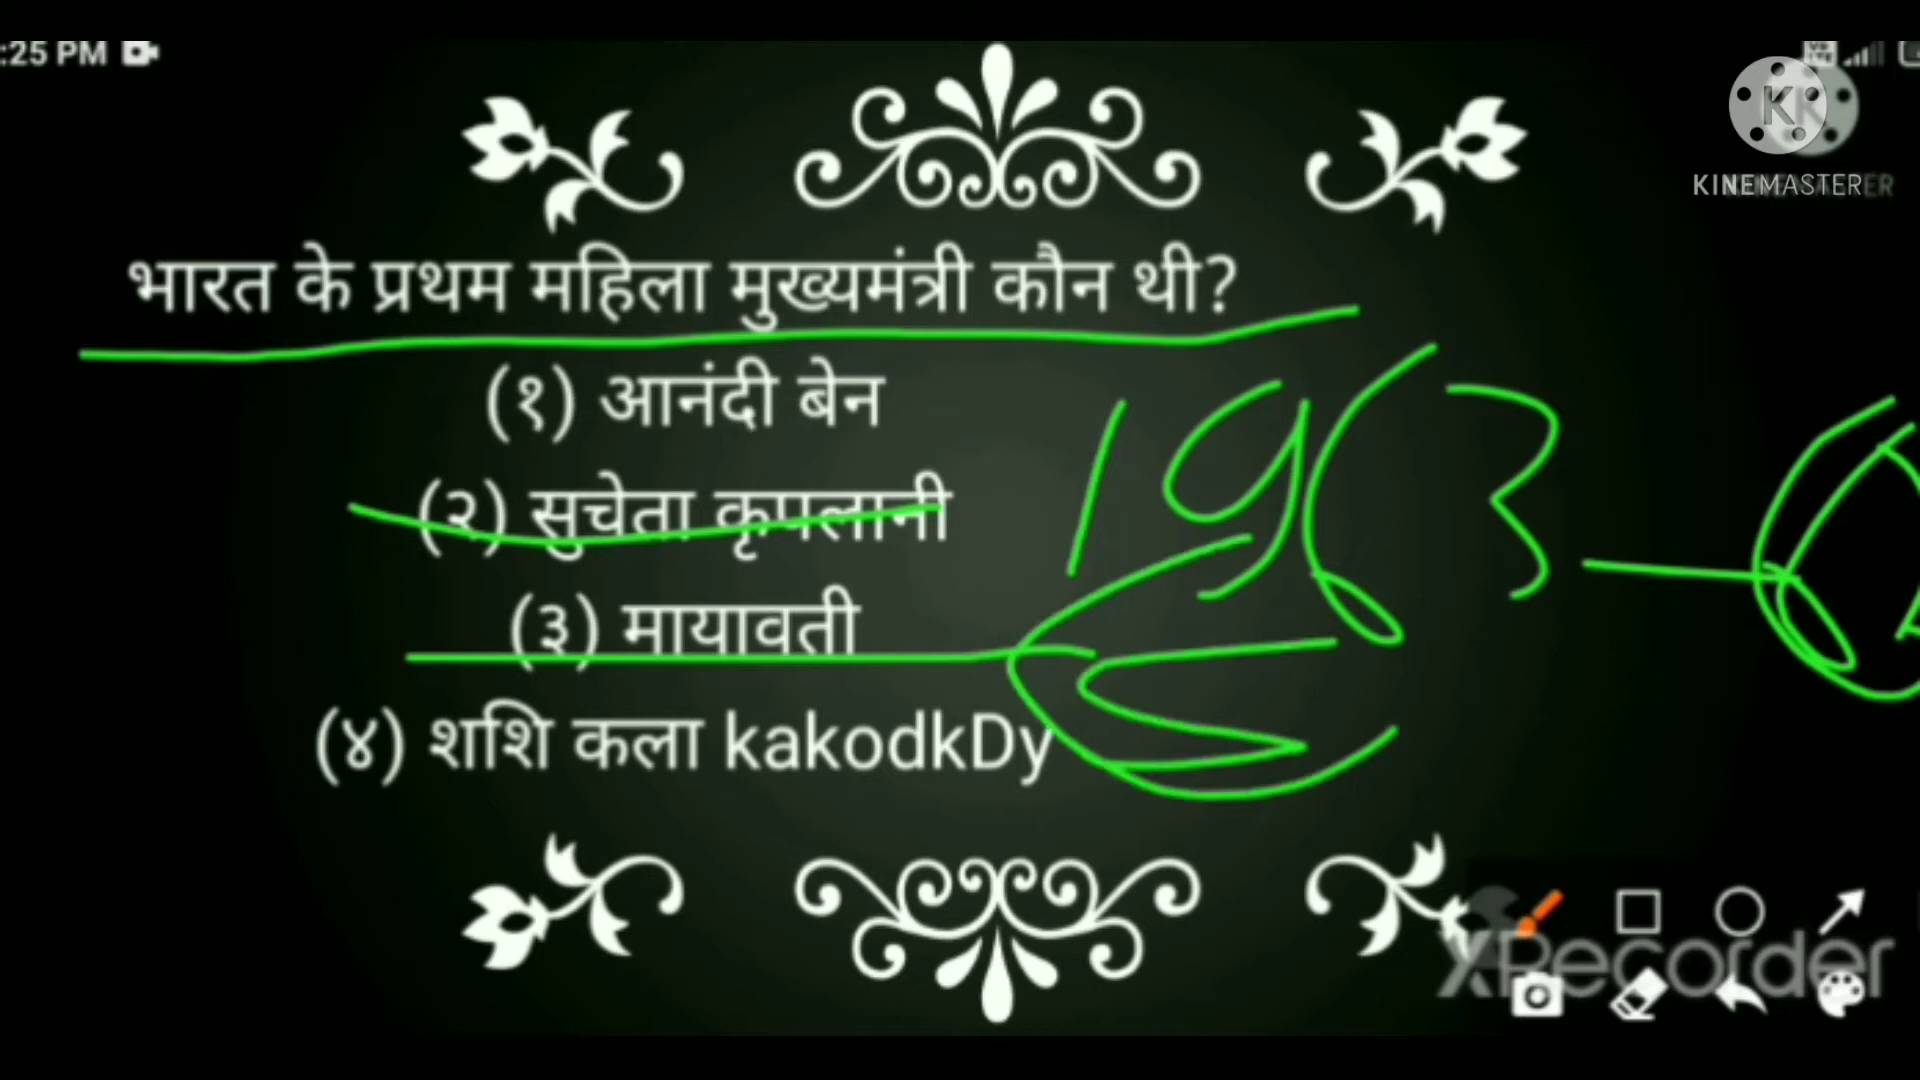 :25 PM
KINEMASTER
भारत के प्रथम महिला मुख्यमंत्री कौन थी?
(१) आनंदी बेन
(२) सुचेता कृपलानी
(३) मायावती
(४) शशि कला kakodkDy
1963
XRecorder